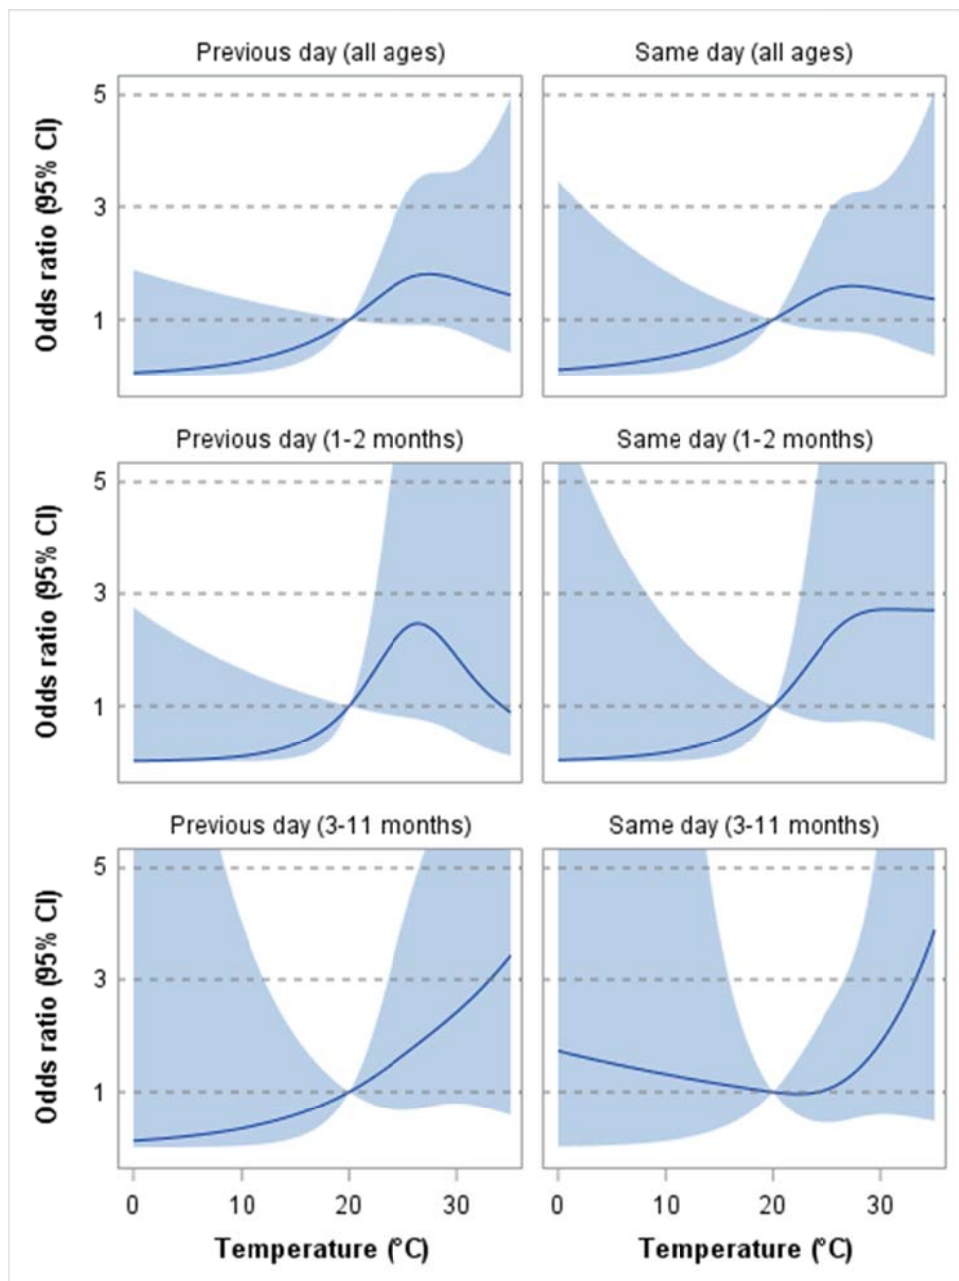 Previous day (all ages)
Same day (all ages)
Odds ratio (95% CI)
5
3
1
Previous day (1-2 months)
Same day (1-2 months)
Odds ratio (95% CI)
5
3
1
Previous day (3-11 months)
Same day (3-11 months)
Odds ratio (95% CI)
5
3
1
0 10 20 30
0 10 20 30
Temperature (°C)
Temperature (°C)